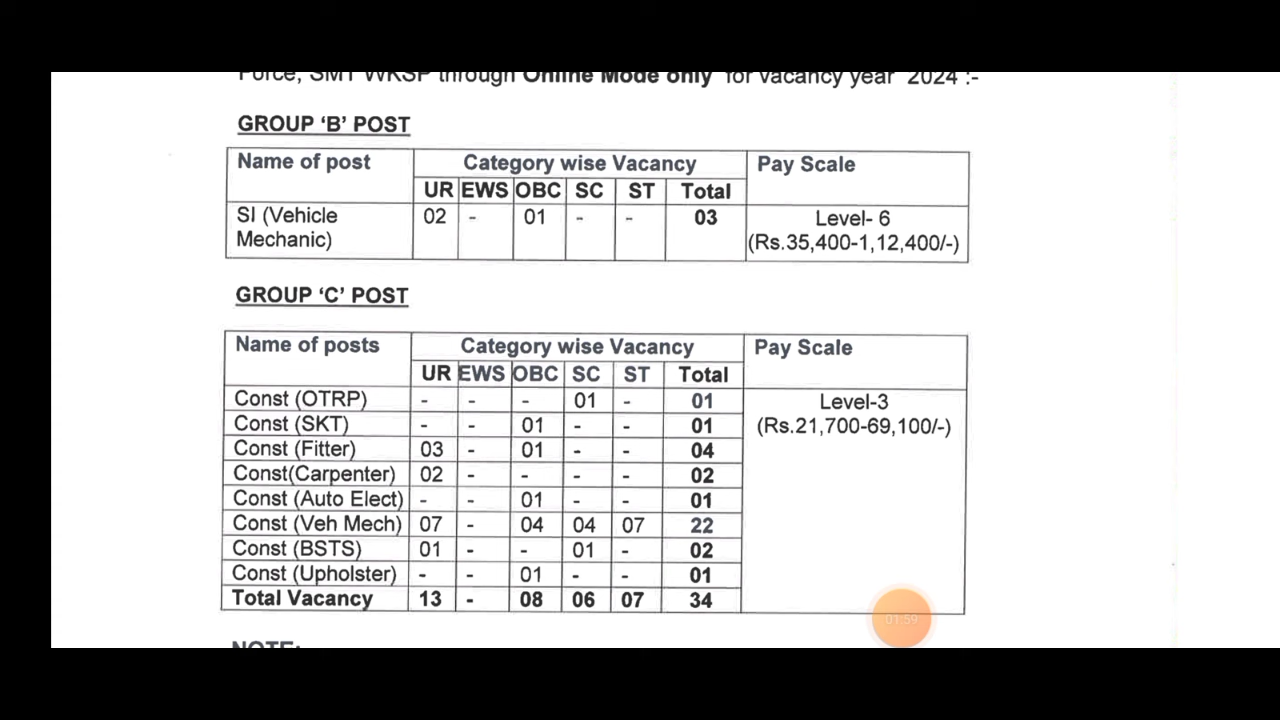 Force, SMT WKSP through Online Mode only for vacancy year 2024 :-
GROUP 'B' POST
Name of post Category wise Vacancy Pay Scale
UR EWS OBC SC ST Total
SI (Vehicle Mechanic) 02 - 01 - - 03 Level- 6 (Rs.35,400-1,12,400/-)
GROUP 'C' POST
Name of posts Category wise Vacancy Pay Scale
UR EWS OBC SC ST Total
Const (OTRP) - - - 01 - 01 Level-3
Const (SKT) - - 01 - - 01 (Rs.21,700-69,100/-)
Const (Fitter) 03 - 01 - - 04
Const(Carpenter) 02 - - - - 02
Const (Auto Elect) - - 01 - - 01
Const (Veh Mech) 07 - 04 04 07 22
Const (BSTS) 01 - - 01 - 02
Const (Upholster) - - 01 - - 01
Total Vacancy 13 - 08 06 07 34
01:59
NOTE: